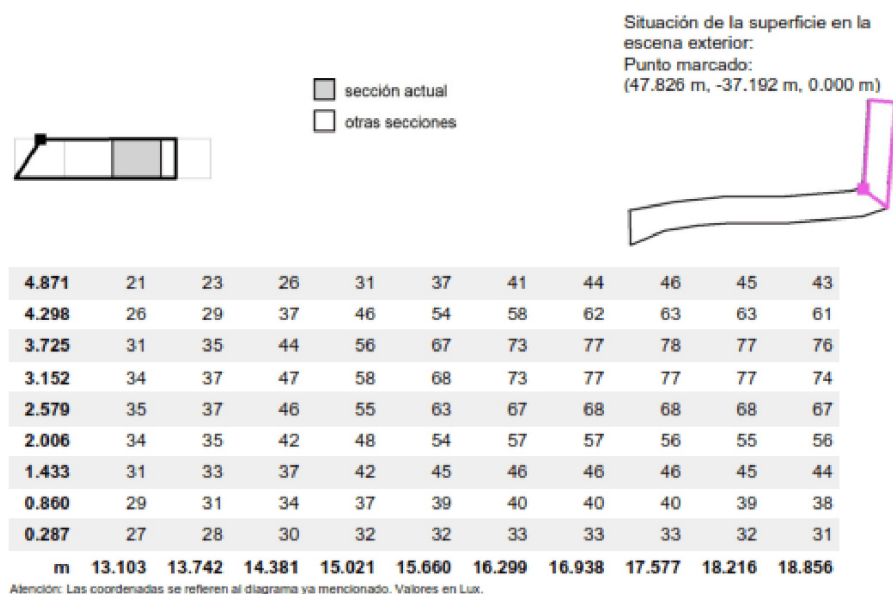 Situación de la superficie en la
escena exterior:
Punto marcado:
(47.826 m, -37.192 m, 0.000 m)
sección actual
otras secciones
4.871 21 23 26 31 37 41 44 46 45 43
4.298 26 29 37 46 54 58 62 63 63 61
3.725 31 35 44 56 67 73 77 78 77 76
3.152 34 37 47 58 68 73 77 77 77 74
2.579 35 37 46 55 63 67 68 68 68 67
2.006 34 35 42 48 54 57 57 56 55 56
1.433 31 33 37 42 45 46 46 46 45 44
0.860 29 31 34 37 39 40 40 40 39 38
0.287 27 28 30 32 32 33 33 33 32 31
m 13.103 13.742 14.381 15.021 15.660 16.299 16.938 17.577 18.216 18.856
Atención: Las coordenadas se refieren al diagrama ya mencionado. Valores en Lux.